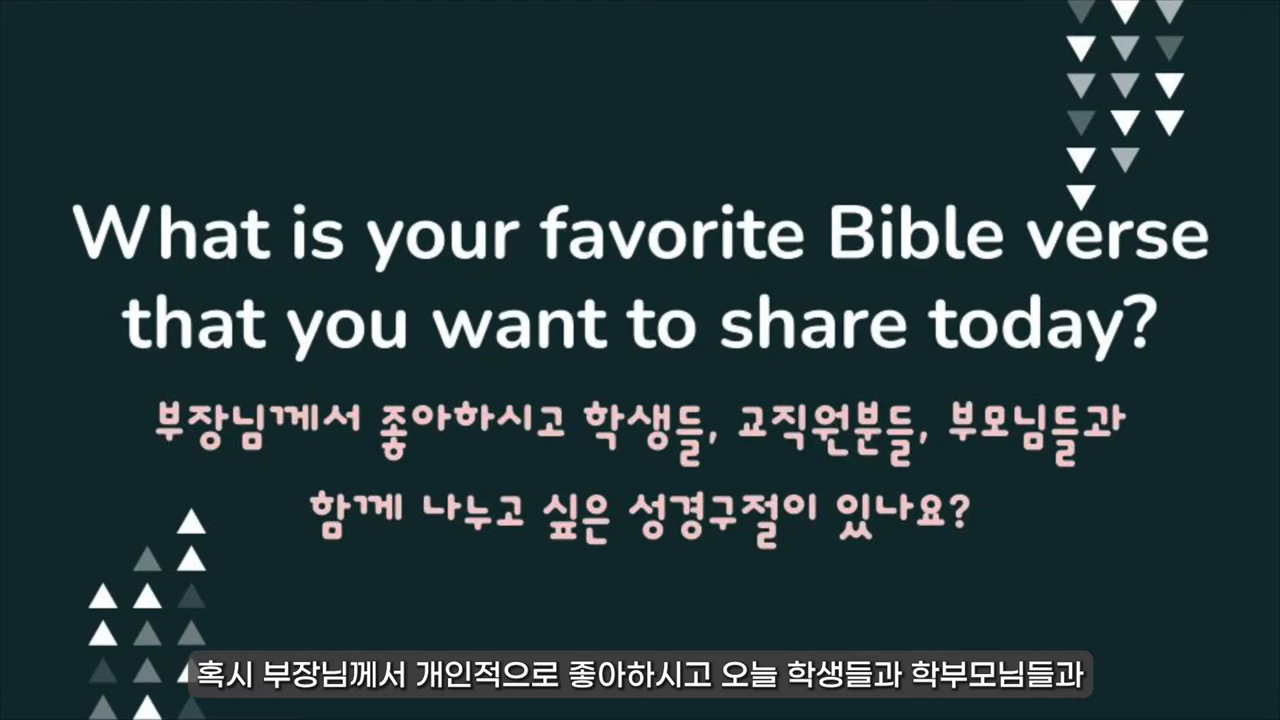 What is your favorite Bible verse
that you want to share today?
부장님께서 좋아하시고 학생들, 교직원분들, 부모님들과
함께 나누고 싶은 성경구절이 있나요?
혹시 부장님께서 개인적으로 좋아하시고 오늘 학생들과 학부모님들과